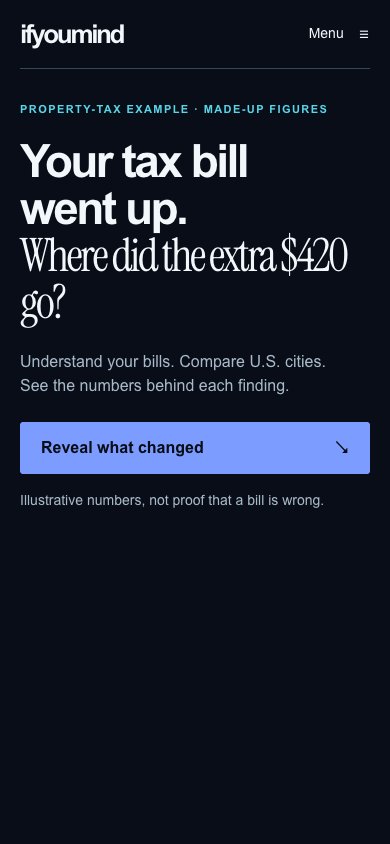 ifyoumind
Menu ≡
PROPERTY-TAX EXAMPLE · MADE-UP FIGURES
Your tax bill
went up.
Where did the extra $420
go?
Understand your bills. Compare U.S. cities.
See the numbers behind each finding.
Reveal what changed ↘
Illustrative numbers, not proof that a bill is wrong.